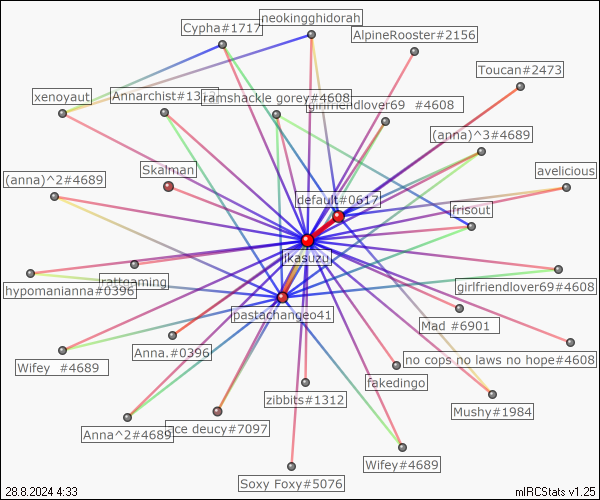 neokingghidorah
Cypha#1717
AlpineRooster#2156
Toucan#2473
xenoyaut
Annarchist#13
ramshackle gorey#4608
girlfriendlover69 #4608
(anna)^3#4689
Skalman
avelicious
(anna)^2#4689
default#0617
frisout
kasuzu
rattgaming
hypomanianna#0396
girlfriendlover69#4608
pastachangeo41
Mad #6901
Anna.#0396
no cops no laws no hope#4608
Wifey #4689
fakedingo
zibbits#1312
Mushy#1984
Anna^2#4689
ce deucy#7097
Wifey#4689
Soxy Foxy#5076
28.8.2024 4:33
mIRCStats v1.25